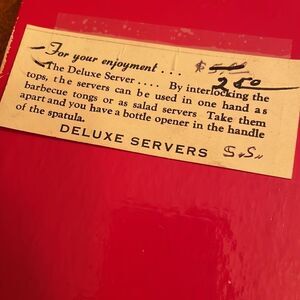 For your enjoyment . . . $
2.50
The Deluxe Server . . . . By interlocking the
tops, the servers can be used in one hand as
barbecue tongs or as salad servers Take them
apart and you have a bottle opener in the handle
of the spatula.
DELUXE SERVERS S.S.